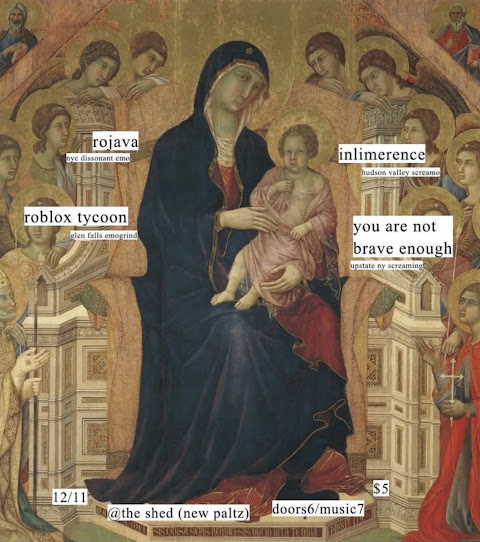 rojava
nyc dissonant emo
inlimerence
hudson valley screamo
roblox tycoon
glen falls emogrind
you are not
brave enough
upstate ny screaming
12/11
@the shed (new paltz)
doors6/music7
$5